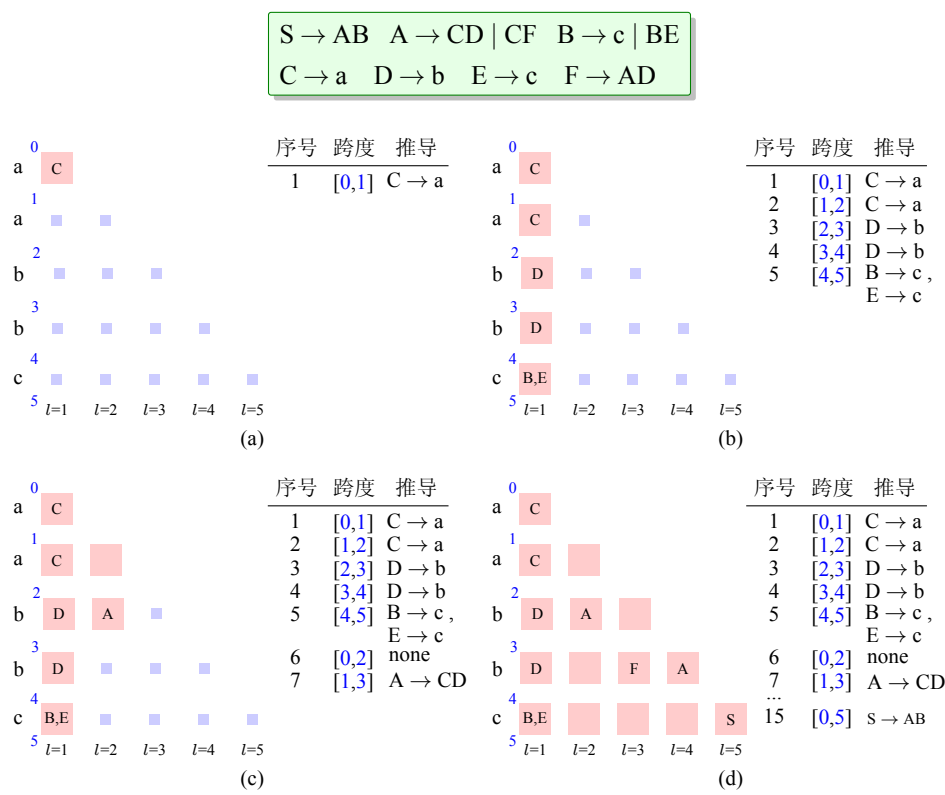 S → AB A → CD | CF B → c | BE
C → a D → b E → c F → AD
序号 跨度 推导
0
a C
1 [0,1] C → a
1
a
2
b
3
b
4
c
5
l=1 l=2 l=3 l=4 l=5
(a)
序号 跨度 推导
0
a C
1
a C
2
b D
3
b D
4
c B,E
5
l=1 l=2 l=3 l=4 l=5
1 [0,1] C → a
2 [1,2] C → a
3 [2,3] D → b
4 [3,4] D → b
5 [4,5] B → c ,
E → c
(b)
序号 跨度 推导
0
a C
1
a C
2
b D A
3
b D
4
c B,E
5
l=1 l=2 l=3 l=4 l=5
1 [0,1] C → a
2 [1,2] C → a
3 [2,3] D → b
4 [3,4] D → b
5 [4,5] B → c ,
E → c
6 [0,2] none
7 [1,3] A → CD
(c)
序号 跨度 推导
0
a C
1
a C
2
b D A
3
b D F A
4
c B,E S
5
l=1 l=2 l=3 l=4 l=5
1 [0,1] C → a
2 [1,2] C → a
3 [2,3] D → b
4 [3,4] D → b
5 [4,5] B → c ,
E → c
6 [0,2] none
7 [1,3] A → CD
...
15 [0,5] S → AB
(d)